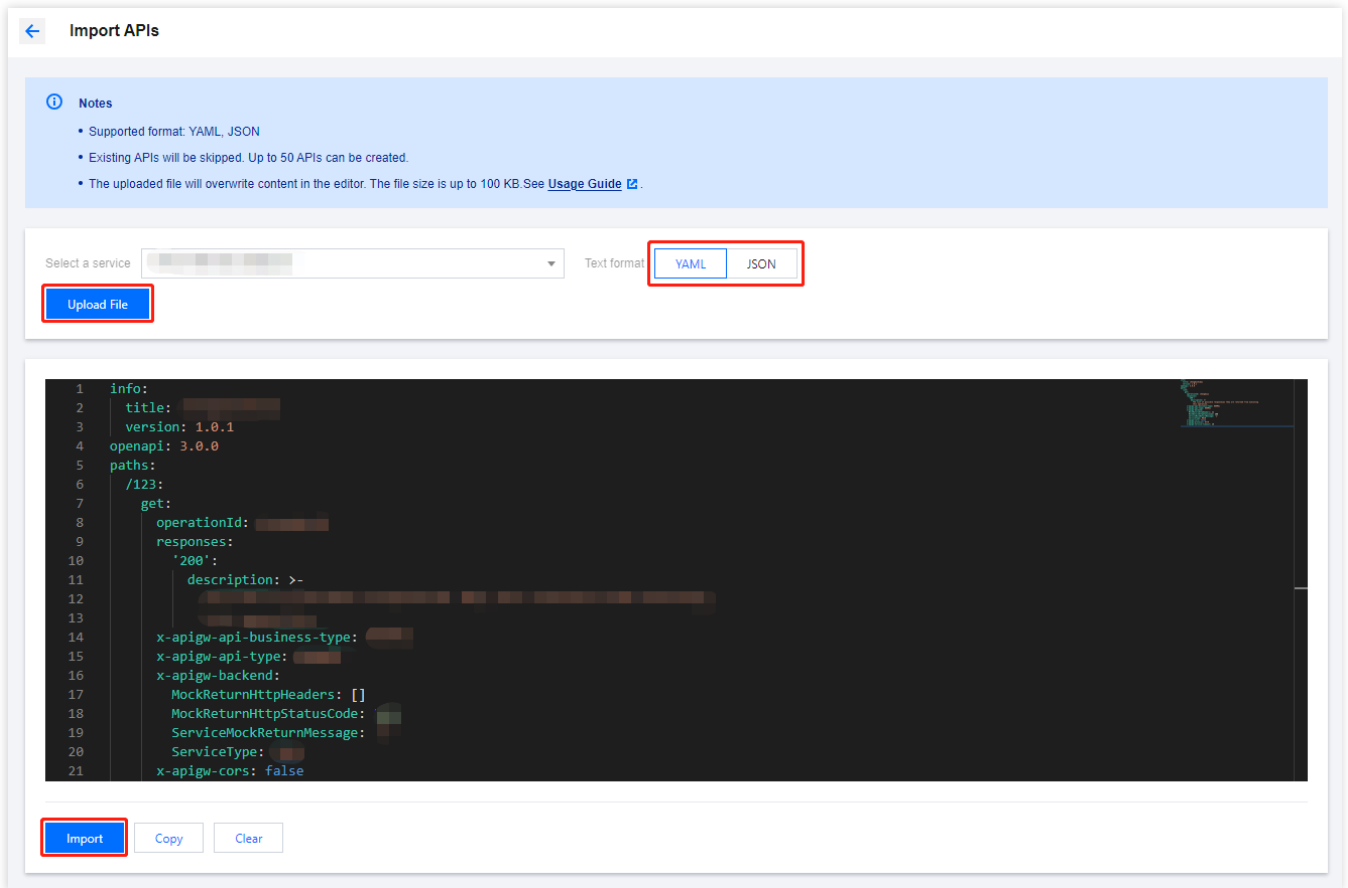 Import APIs
Notes
• Supported format: YAML, JSON
• Existing APIs will be skipped. Up to 50 APIs can be created.
• The uploaded file will overwrite content in the editor. The file size is up to 100 KB.See Usage Guide .
Select a service Text format YAML JSON
Upload File
1 info:
2 title:
3 version: 1.0.1
4 openapi: 3.0.0
5 paths:
6 /123:
7 get:
8 operationId:
9 responses:
10 '200':
11 description: >-
12
13
14 x-apigw-api-business-type:
15 x-apigw-api-type:
16 x-apigw-backend:
17 MockReturnHttpHeaders: []
18 MockReturnHttpStatusCode:
19 ServiceMockReturnMessage:
20 ServiceType:
21 x-apigw-cors: false
Import Copy Clear